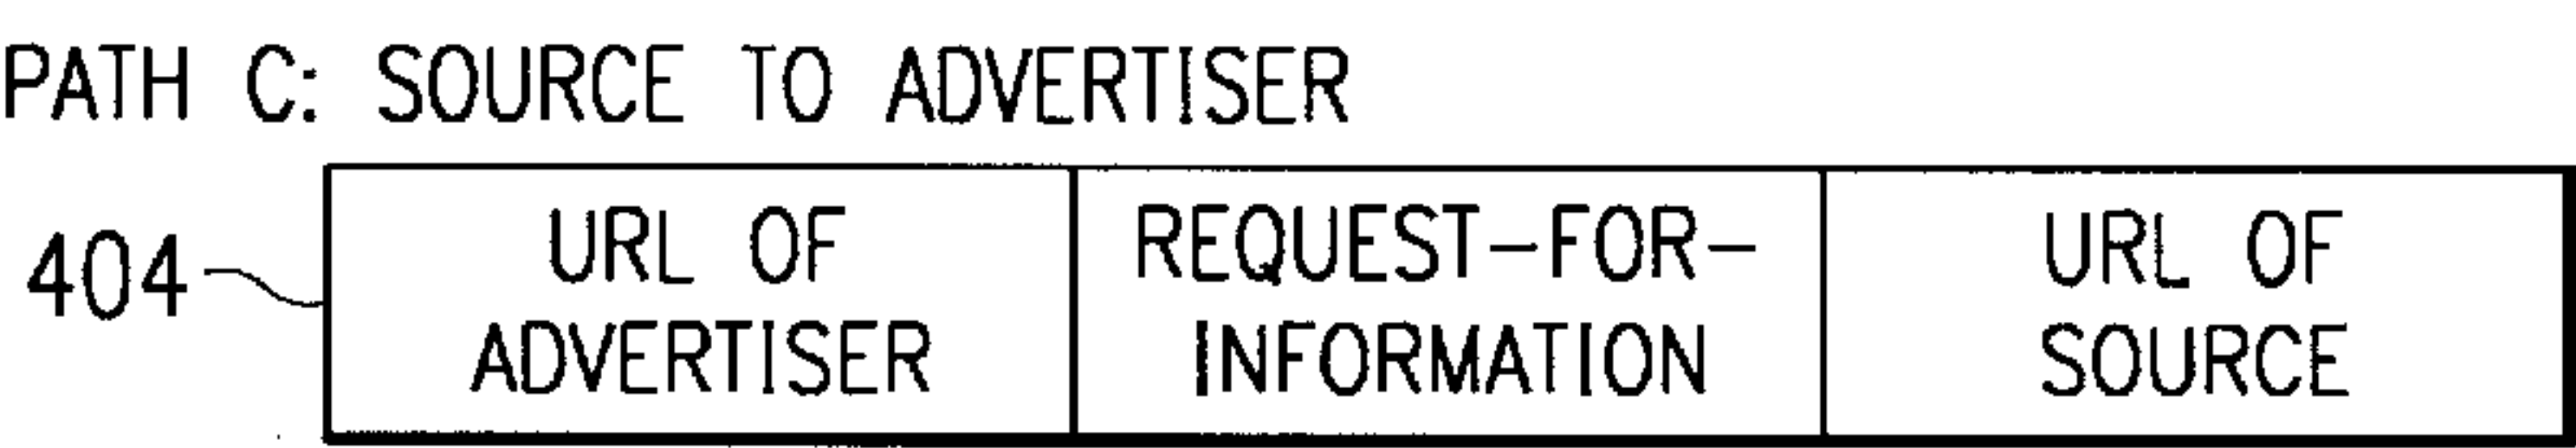 PATH C: SOURCE TO ADVERTISER
404
URL OF
ADVERTISER
REQUEST-FOR-
INFORMATION
URL OF
SOURCE